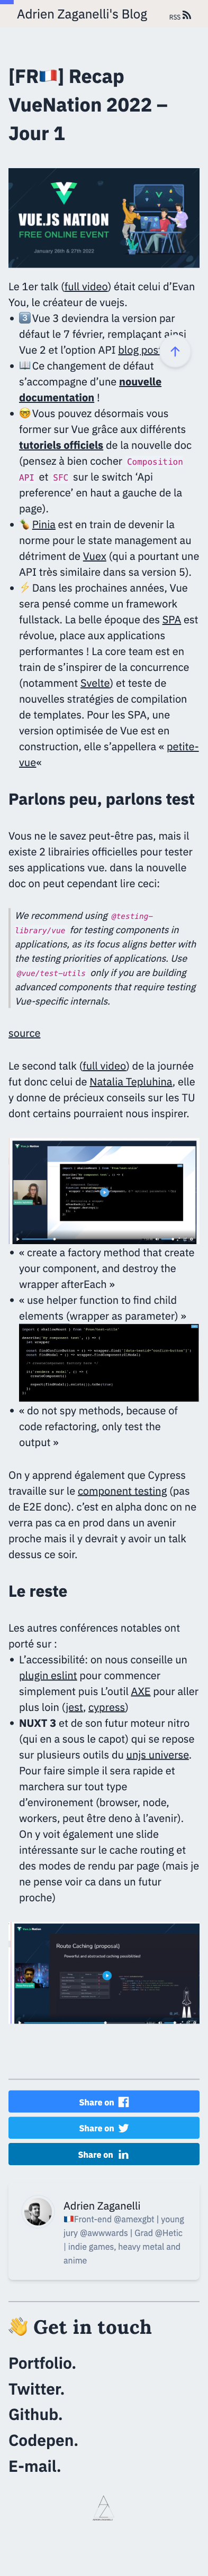 Adrien Zaganelli's Blog
RSS
[FR🇫🇷] Recap
VueNation 2022 –
Jour 1
VUE.JS NATION
FREE ONLINE EVENT
January 26th & 27th 2022
Le 1er talk (full video) était celui d’Evan
You, le créateur de vuejs.
3️⃣ Vue 3 deviendra la version par
défaut le 7 février, remplaçant ainsi
Vue 2 et l’option API blog post
📖 Ce changement de défaut
s’accompagne d’une nouvelle
documentation !
🤓 Vous pouvez désormais vous
former sur Vue grâce aux différents
tutoriels officiels de la nouvelle doc
(pensez à bien cocher Composition
API et SFC sur le switch ‘Api
preference’ en haut a gauche de la
page).
🍍 Pinia est en train de devenir la
norme pour le state management au
détriment de Vuex (qui a pourtant une
API très similaire dans sa version 5).
⚡️ Dans les prochaines années, Vue
sera pensé comme un framework
fullstack. La belle époque des SPA est
révolue, place aux applications
performantes ! La core team est en
train de s’inspirer de la concurrence
(notamment Svelte) et teste de
nouvelles stratégies de compilation
de templates. Pour les SPA, une
version optimisée de Vue est en
construction, elle s’appellera « petite-
vue«
Parlons peu, parlons test
Vous ne le savez peut-être pas, mais il
existe 2 librairies officielles pour tester
ses applications vue. dans la nouvelle
doc on peut cependant lire ceci:
We recommend using @testing-
library/vue for testing components in
applications, as its focus aligns better with
the testing priorities of applications. Use
@vue/test-utils only if you are building
advanced components that require testing
Vue-specific internals.
source
Le second talk (full video) de la journée
fut donc celui de Natalia Tepluhina, elle
y donne de précieux conseils sur les TU
dont certains pourraient nous inspirer.
« create a factory method that create
your component, and destroy the
wrapper afterEach »
« use helper function to find child
elements (wrapper as parameter) »
« do not spy methods, because of
code refactoring, only test the
output »
On y apprend également que Cypress
travaille sur le component testing (pas
de E2E donc). c’est en alpha donc on ne
verra pas ca en prod dans un avenir
proche mais il y devrait y avoir un talk
dessus ce soir.
Le reste
Les autres conférences notables ont
porté sur :
L’accessibilité: on nous conseille un
plugin eslint pour commencer
simplement puis L’outil AXE pour aller
plus loin (jest, cypress)
NUXT 3 et de son futur moteur nitro
(qui en a sous le capot) qui se repose
sur plusieurs outils du unjs universe.
Pour faire simple il sera rapide et
marchera sur tout type
d’environement (browser, node,
workers, peut être deno à l’avenir).
On y voit également une slide
intéressante sur le cache routing et
des modes de rendu par page (mais je
ne pense voir ca dans un futur
proche)
Route Caching (proposal)
Share on
Share on
Share on
Adrien Zaganelli
🇫🇷Front-end @amexgbt | young
jury @awwwards | Grad @Hetic
| indie games, heavy metal and
anime
👋 Get in touch
Portfolio.
Twitter.
Github.
Codepen.
E-mail.